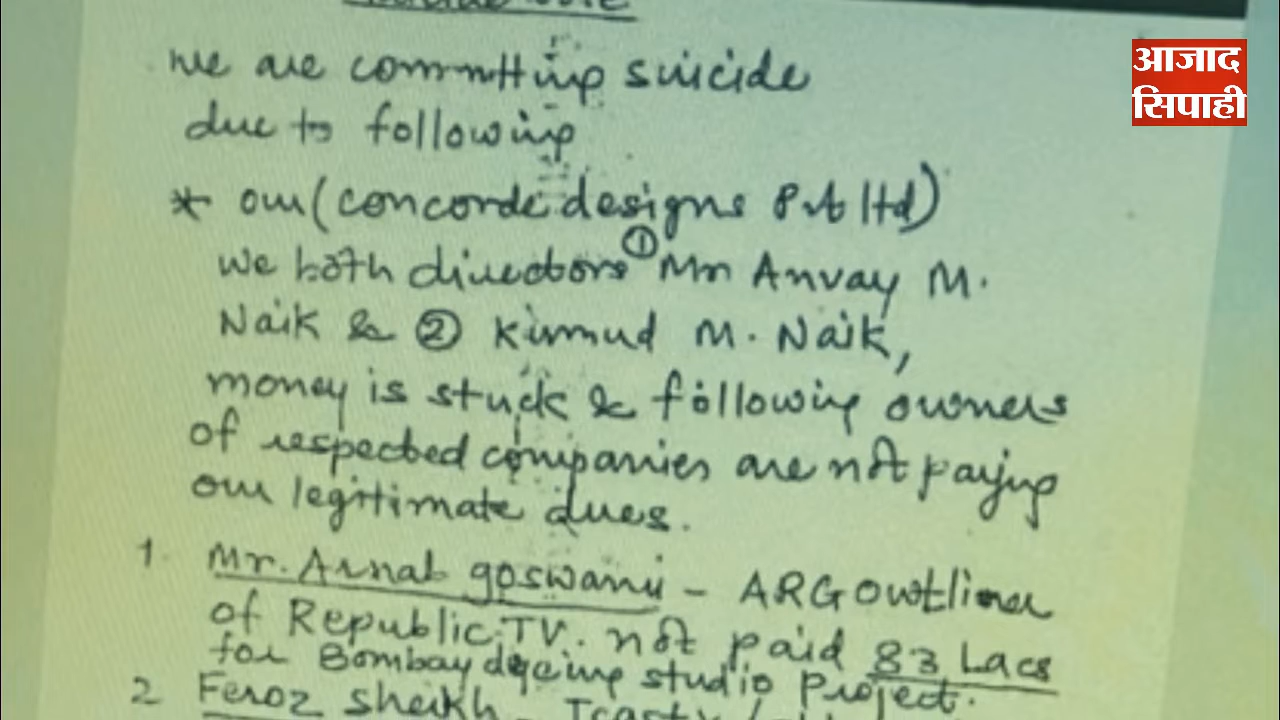 we are committing suicide
due to following
* our (concorde designs Pvt ltd)
we both directors ① Mr Anvay M.
Naik & ② Kumud M. Naik,
money is stuck & following owners
of respected companies are not paying
our legitimate dues.
1. Mr. Arnab goswami - ARG Outlier
of Republic TV. not paid 83 Lacs
for Bombay dyeing studio Project.
2 Feroz sheikh
आजाद
सिपाही